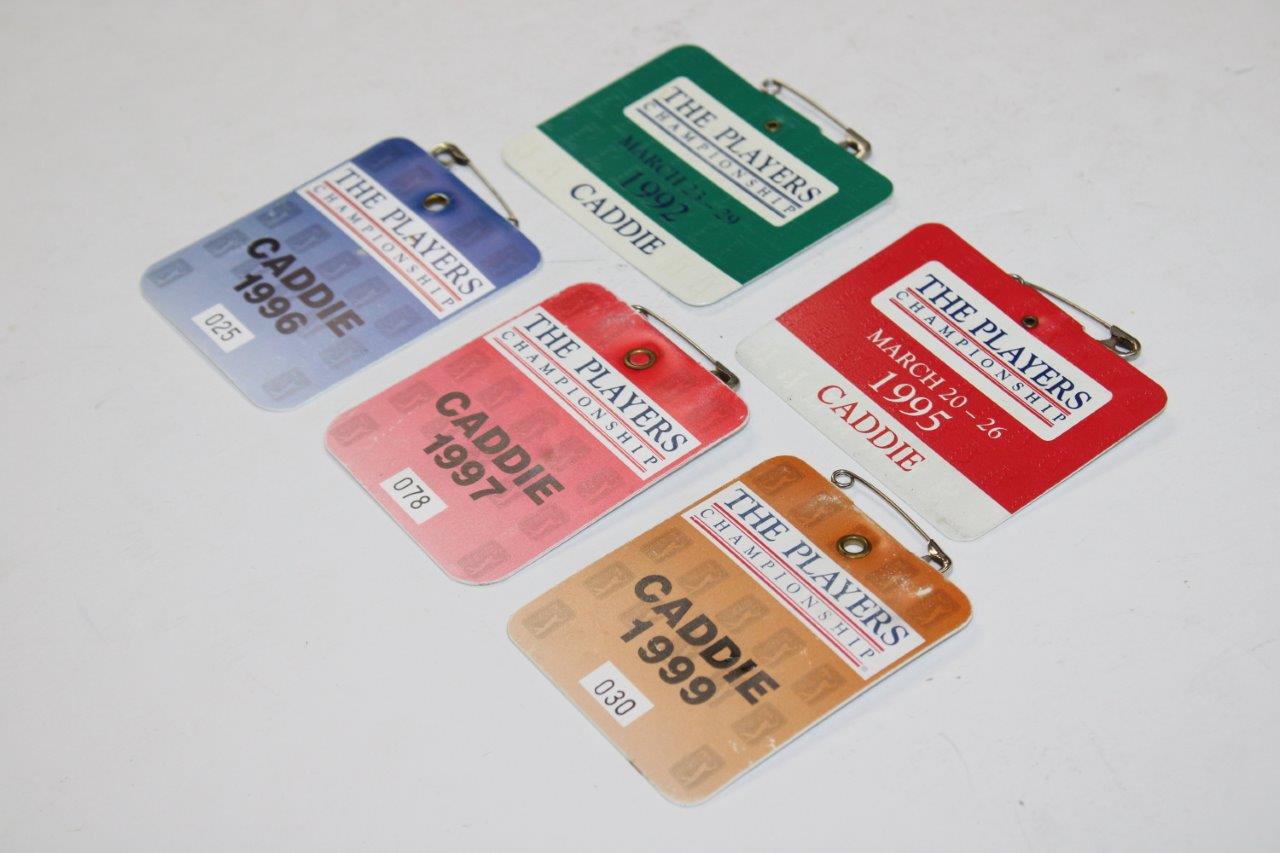 THE PLAYERS
CHAMPIONSHIP
MARCH 23-29
1992
CADDIE
THE PLAYERS
CHAMPIONSHIP
CADDIE
1996
025
THE PLAYERS
CHAMPIONSHIP
MARCH 20-26
1995
CADDIE
THE PLAYERS
CHAMPIONSHIP
CADDIE
1997
078
THE PLAYERS
CHAMPIONSHIP
CADDIE
1999
030